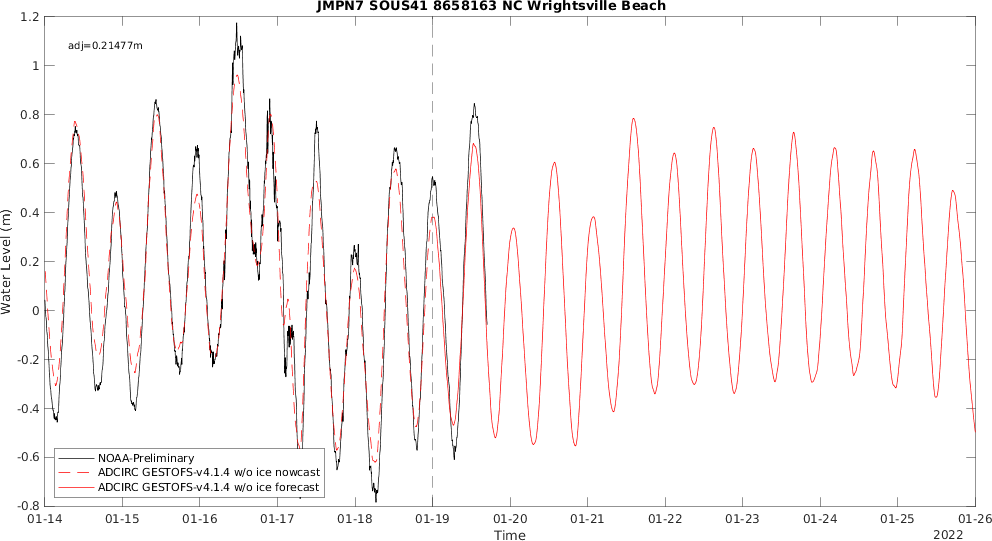 JMPN7 SOUS41 8658163 NC Wrightsville Beach
adj=0.21477m
1.2
1
0.8
0.6
0.4
0.2
0
-0.2
-0.4
-0.6
-0.8
Water Level (m)
NOAA-Preliminary
ADCIRC GESTOFS-v4.1.4 w/o ice nowcast
ADCIRC GESTOFS-v4.1.4 w/o ice forecast
01-14 01-15 01-16 01-17 01-18 01-19 01-20 01-21 01-22 01-23 01-24 01-25 01-26
Time
2022